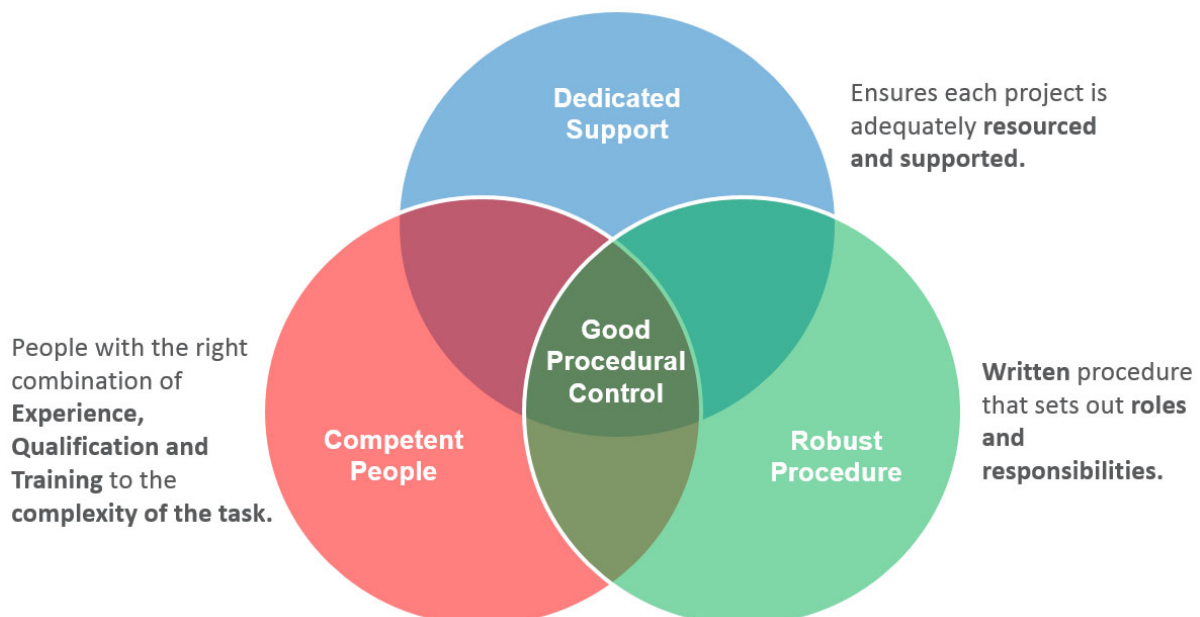 Dedicated
Support
Ensures each project is
adequately resourced
and supported.
Good
Procedural
Control
People with the right
combination of
Experience,
Qualification and
Training to the
complexity of the task.
Competent
People
Robust
Procedure
Written procedure
that sets out roles
and
responsibilities.